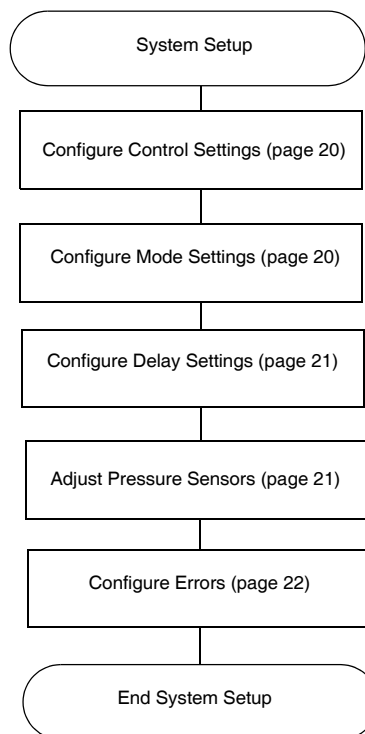 System Setup
Configure Control Settings (page 20)
Configure Mode Settings (page 20)
Configure Delay Settings (page 21)
Adjust Pressure Sensors (page 21)
Configure Errors (page 22)
End System Setup